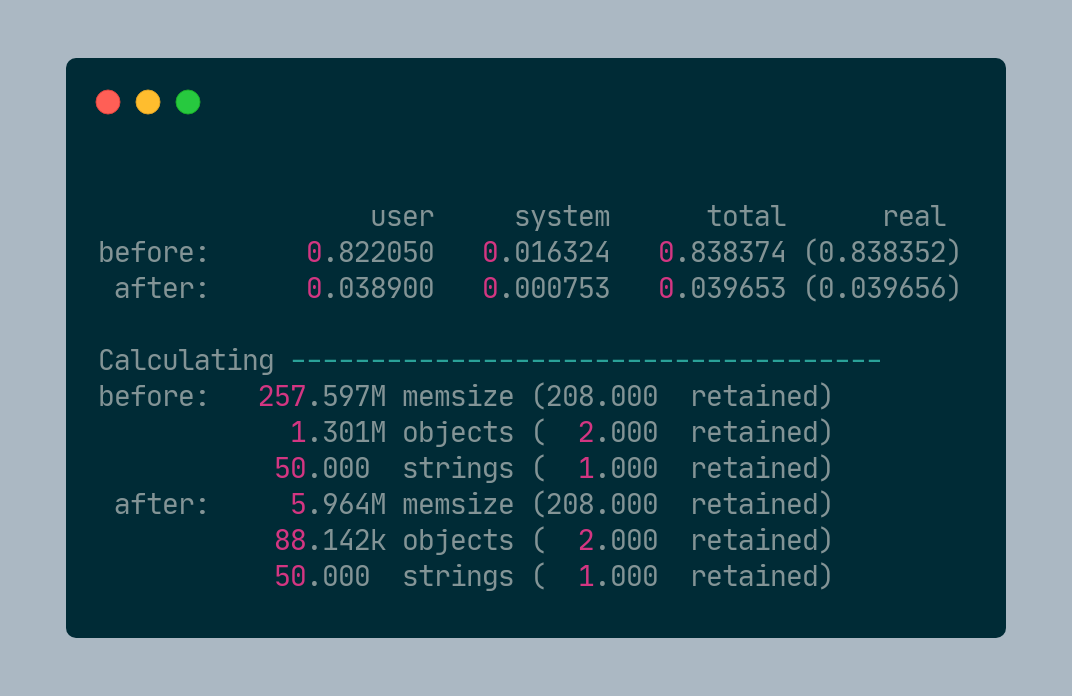 user     system      total        real
before:      0.822050   0.016324   0.838374 (0.838352)
 after:      0.038900   0.000753   0.039653 (0.039656)

Calculating -------------------------------------
before:   257.597M memsize (208.000  retained)
            1.301M objects (  2.000  retained)
           50.000  strings (  1.000  retained)
 after:     5.964M memsize (208.000  retained)
           88.142k objects (  2.000  retained)
           50.000  strings (  1.000  retained)